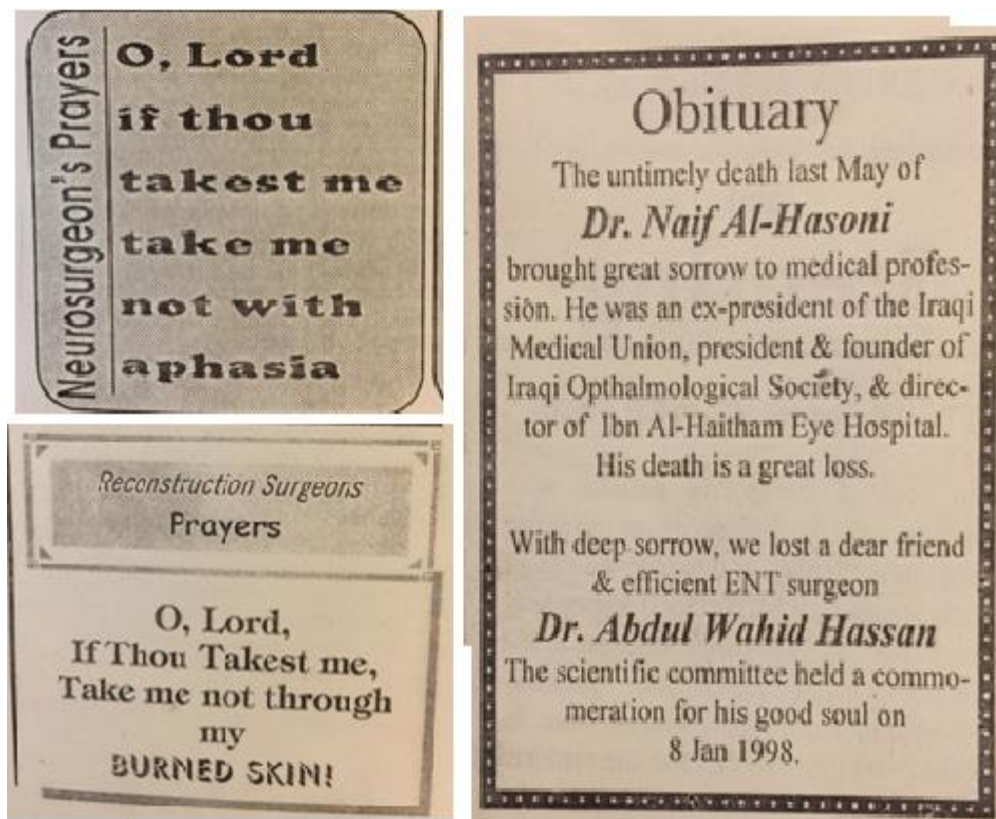 Neurosurgeon's Prayers
O, Lord
if thou
takest me
take me
not with
aphasia
Reconstruction Surgeons
Prayers
O, Lord,
If Thou Takest me,
Take me not through
my
BURNED SKIN!
Obituary
The untimely death last May of
Dr. Naif Al-Hasoni
brought great sorrow to medical profes-
sion. He was an ex-president of the Iraqi
Medical Union, president & founder of
Iraqi Opthalmological Society, & direc-
tor of Ibn Al-Haitham Eye Hospital.
His death is a great loss.
With deep sorrow, we lost a dear friend
& efficient ENT surgeon
Dr. Abdul Wahid Hassan
The scientific committee held a commo-
meration for his good soul on
8 Jan 1998.